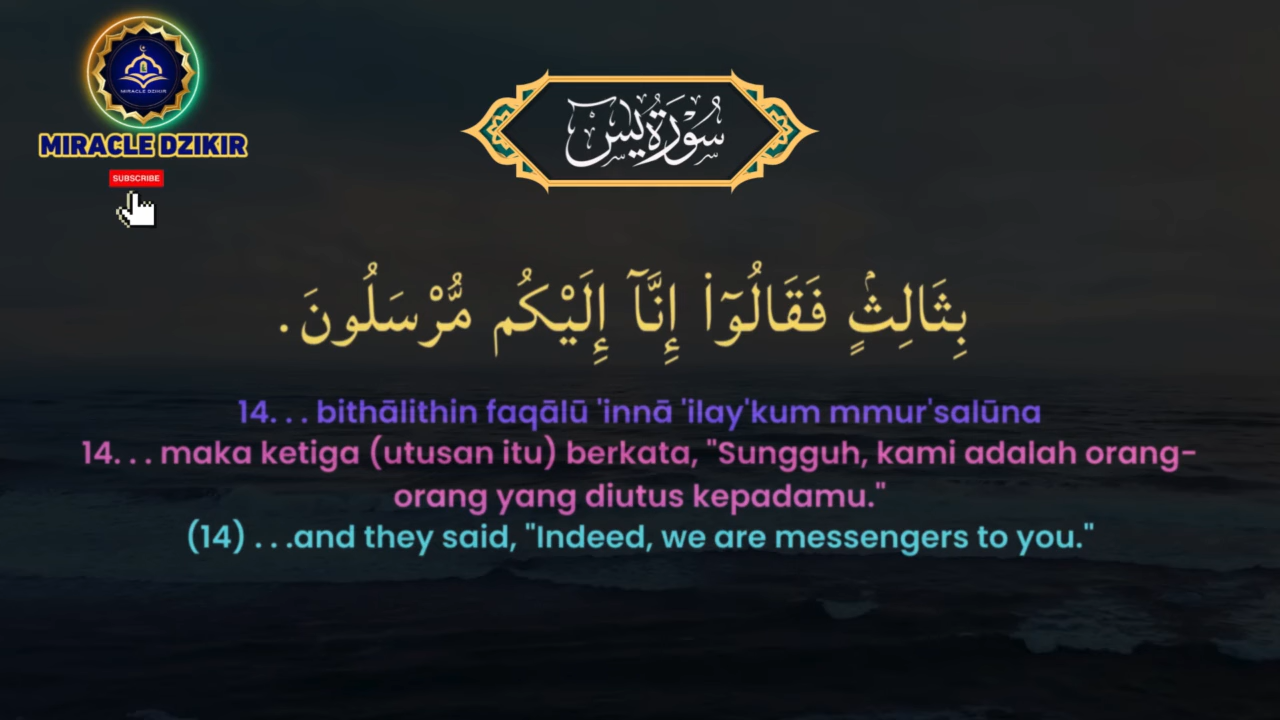 MIRACLE DZIKIR
MIRACLE DZIKIR
SUBSCRIBE
سُوْرَةُ يٰسٓ
بِثَالِثٍۢ فَقَالُوٓا۟ إِنَّآ إِلَيْكُم مُّرْسَلُونَ.
14. . . bithālithin faqālū 'innā 'ilay'kum mmur'salūna
14. . . maka ketiga (utusan itu) berkata, "Sungguh, kami adalah orang-
orang yang diutus kepadamu."
(14) . . .and they said, "Indeed, we are messengers to you."